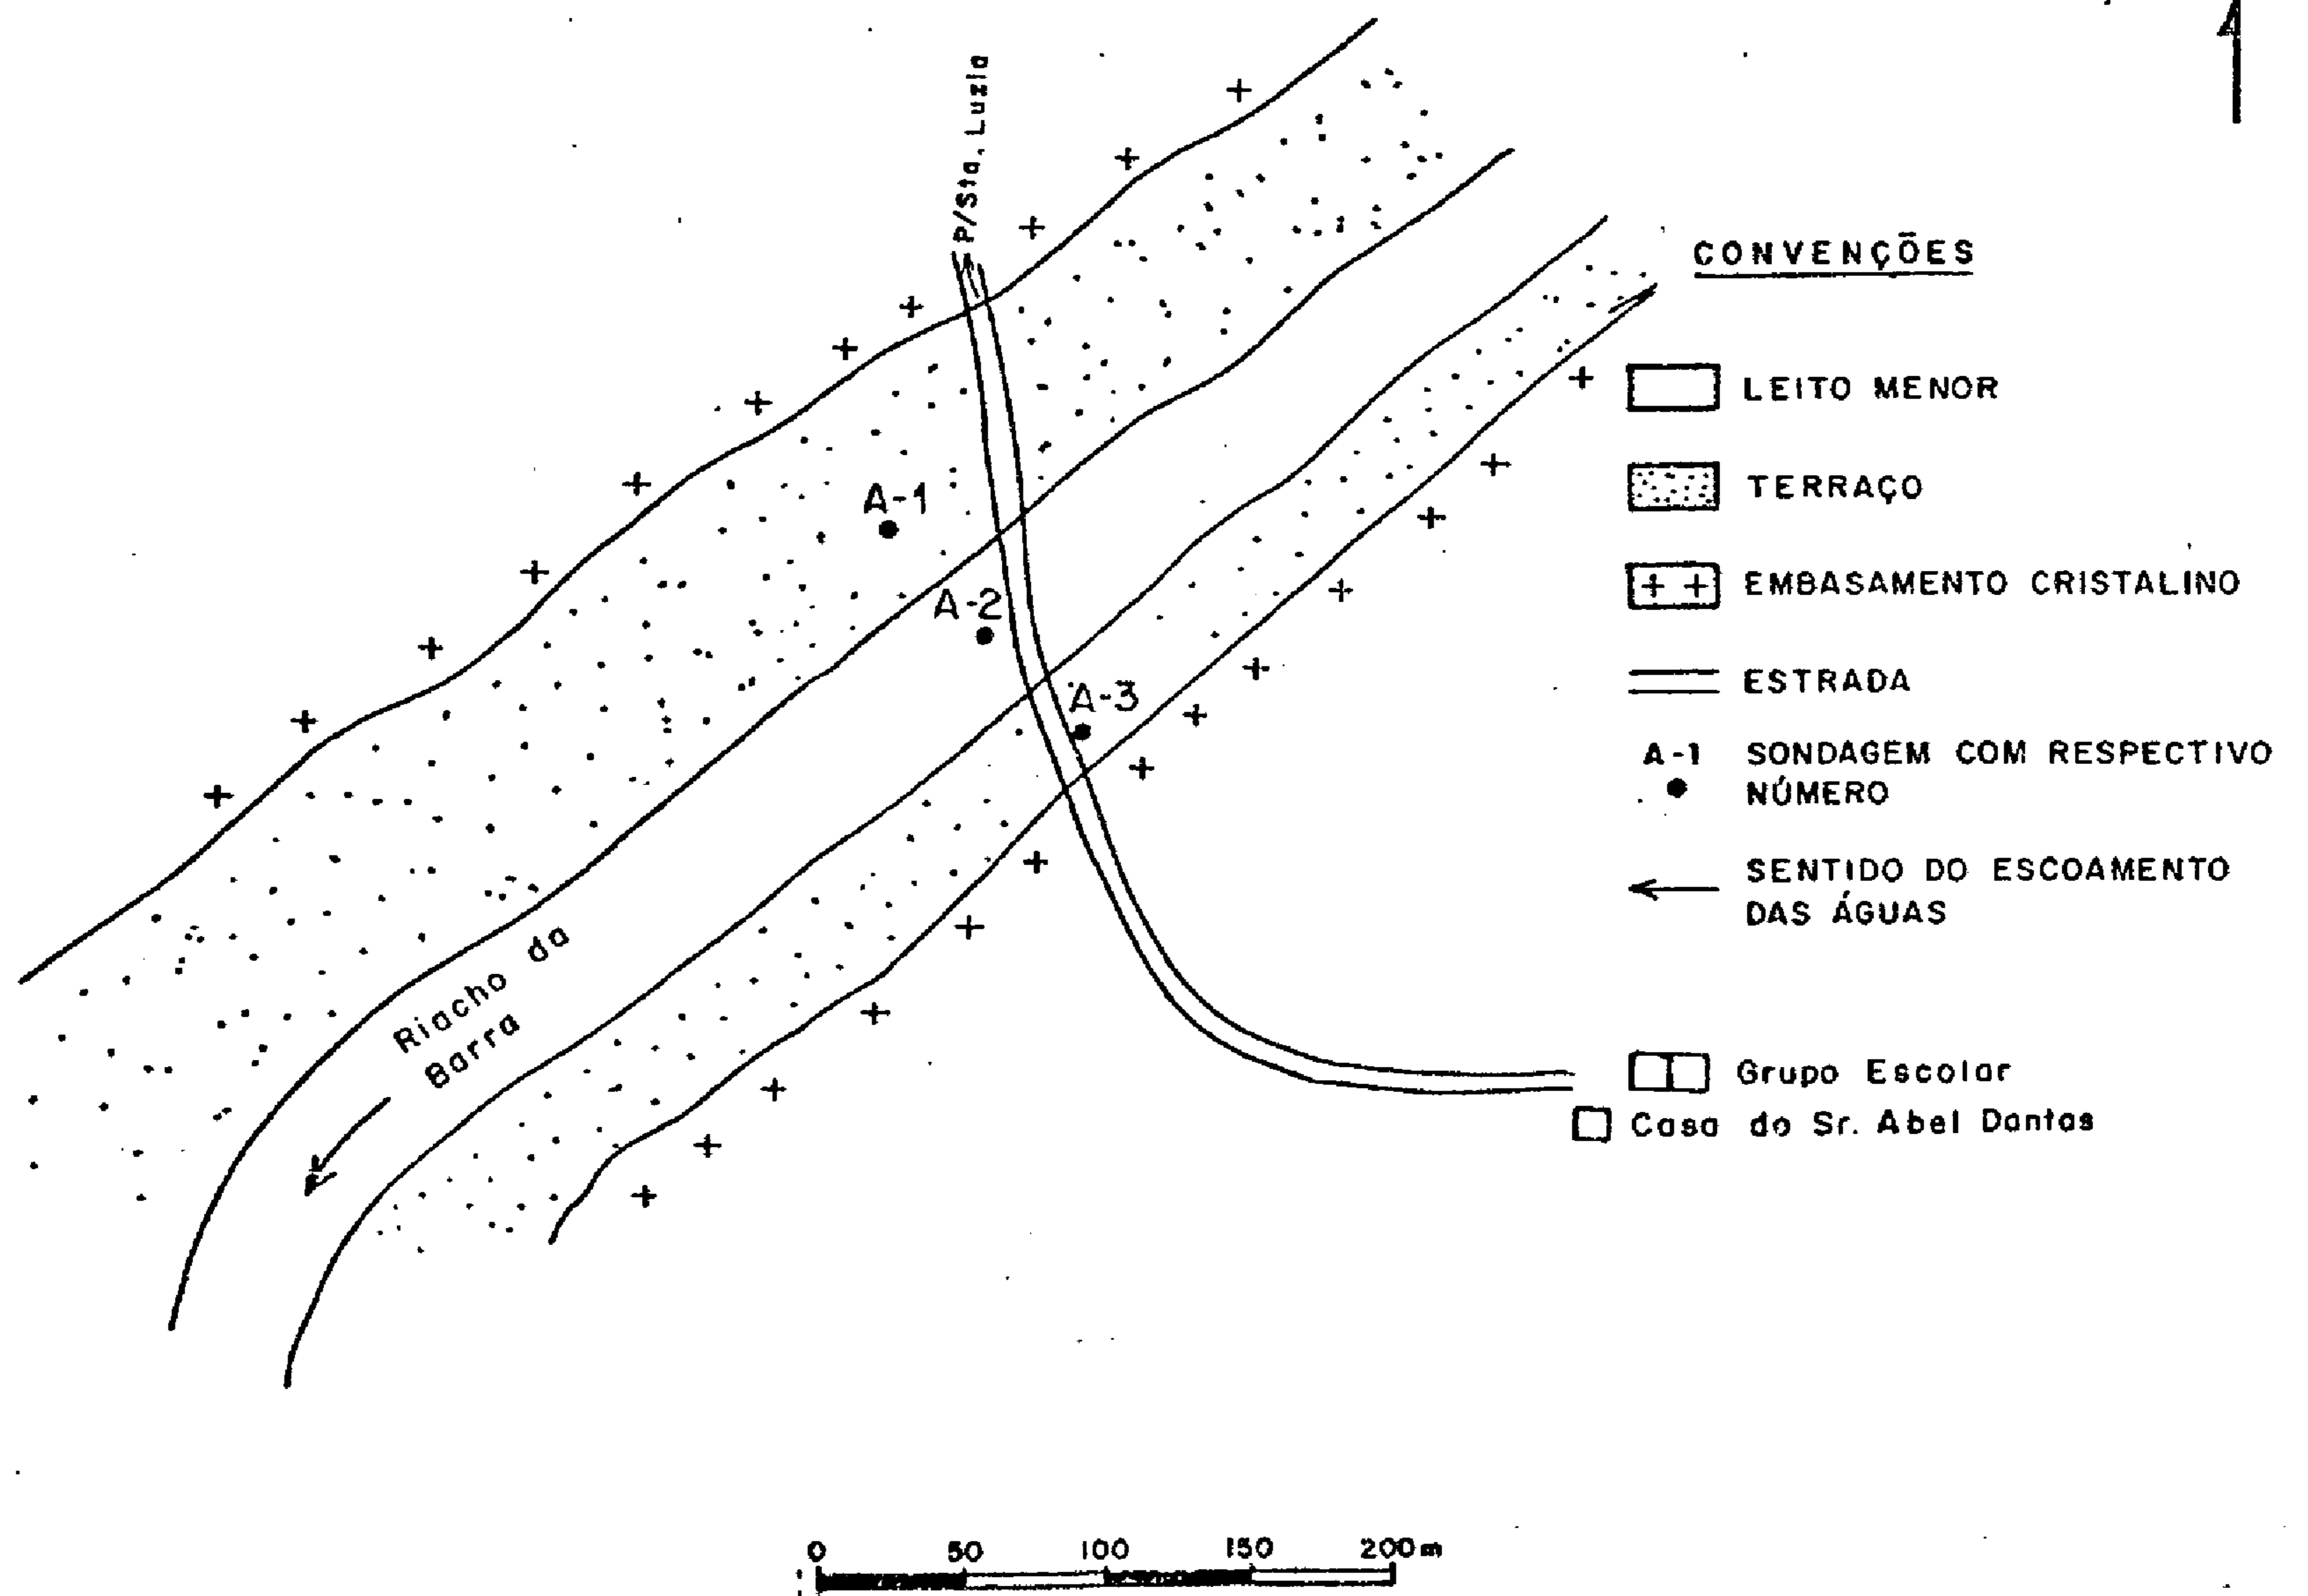 P/Sta. Luzia
CONVENÇÕES
LEITO MENOR
TERRAÇO
A-1
EMBASAMENTO CRISTALINO
A-2
ESTRADA
A-3
A-1 SONDAGEM COM RESPECTIVO
NÚMERO
SENTIDO DO ESCOAMENTO
DAS ÁGUAS
Riacho da
Barra
Grupo Escolar
Casa do Sr. Abel Dantas
0 50 100 150 200m